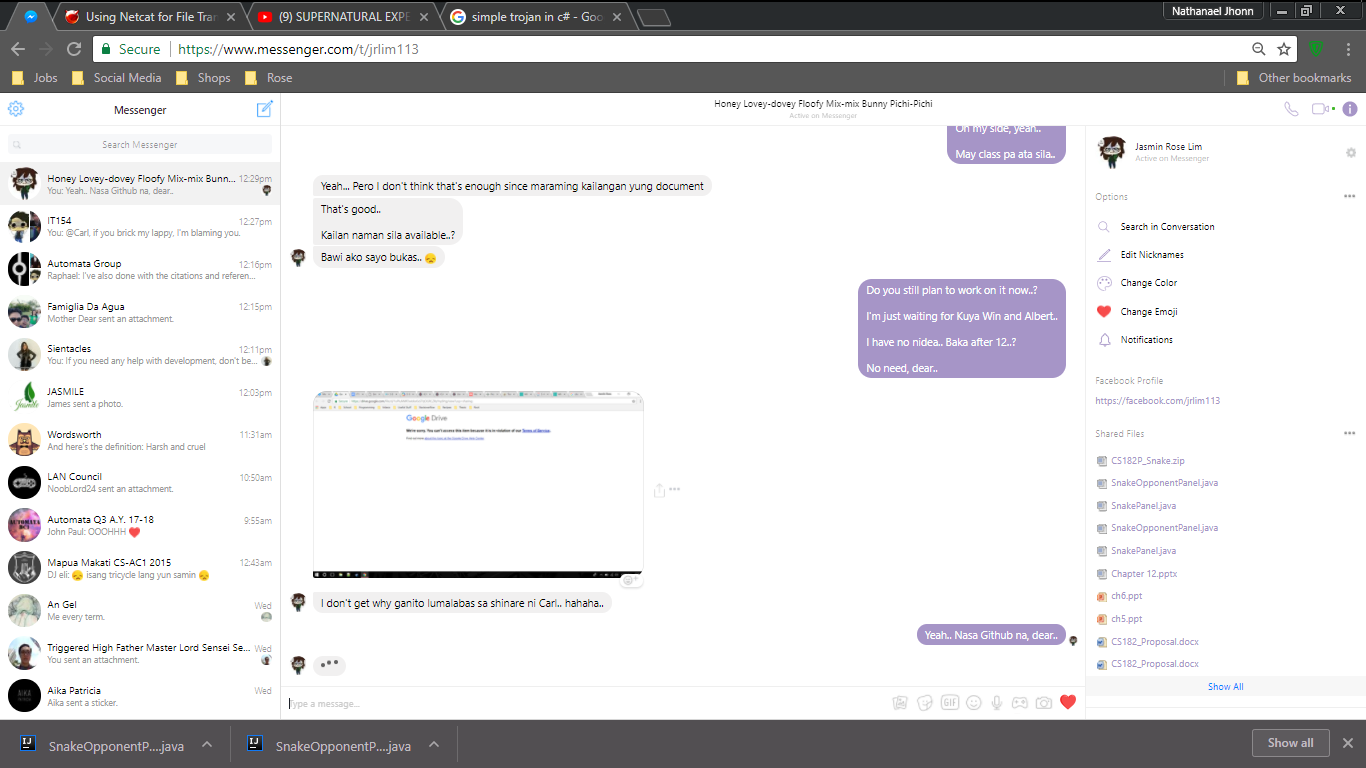 Using Netcat for File Tran
(9) SUPERNATURAL EXPE
simple trojan in c# - Goo
Nathanael Jhonn
Secure
https://www.messenger.com/t/jrlim113
Jobs
Social Media
Shops
Rose
Other bookmarks
Messenger
Search Messenger
Honey Lovey-dovey Floofy Mix-mix Bunn... 12:29pm
You: Yeah.. Nasa Github na, dear..
IT154 12:27pm
You: @Carl, if you brick my lappy, I'm blaming you.
Automata Group 12:16pm
Raphael: I've also done with the citations and referen...
Famiglia Da Agua 12:15pm
Mother Dear sent an attachment.
Sientacles 12:11pm
You: If you need any help with development, don't be...
JASMILE 12:03pm
James sent a photo.
Wordsworth 11:31am
And here's the definition: Harsh and cruel
LAN Council 10:50am
NoobLord24 sent an attachment.
Automata Q3 A.Y. 17-18 9:55am
John Paul: OOOHHH ❤
Mapua Makati CS-AC1 2015 12:43am
DJ eli: 😞 isang tricycle lang yun samin 😞
An Gel Wed
Me every term.
Triggered High Father Master Lord Sensei Se... Wed
You sent an attachment.
Aika Patricia Wed
Aika sent a sticker.
Honey Lovey-dovey Floofy Mix-mix Bunny Pichi-Pichi
Active on Messenger
On my side, yeah..
May class pa ata sila..
Yeah... Pero I don't think that's enough since maraming kailangan yung document
That's good..
Kailan naman sila available..?
Bawi ako sayo bukas.. 😞
Do you still plan to work on it now..?
I'm just waiting for Kuya Win and Albert..
I have no nidea.. Baka after 12..?
No need, dear..
Google Drive
We're sorry. You can't access this item because it is in violation of our Terms of Service.
I don't get why ganito lumalabas sa shinare ni Carl.. hahaha..
Yeah.. Nasa Github na, dear..
Type a message...
GIF
Jasmin Rose Lim
Active on Messenger
Options
Search in Conversation
Edit Nicknames
Change Color
Change Emoji
Notifications
Facebook Profile
https://facebook.com/jrlim113
Shared Files
CS182P_Snake.zip
SnakeOpponentPanel.java
SnakePanel.java
SnakeOpponentPanel.java
SnakePanel.java
Chapter 12.pptx
ch6.ppt
ch5.ppt
CS182_Proposal.docx
CS182_Proposal.docx
Show All
SnakeOpponentP....java
SnakeOpponentP....java
Show all